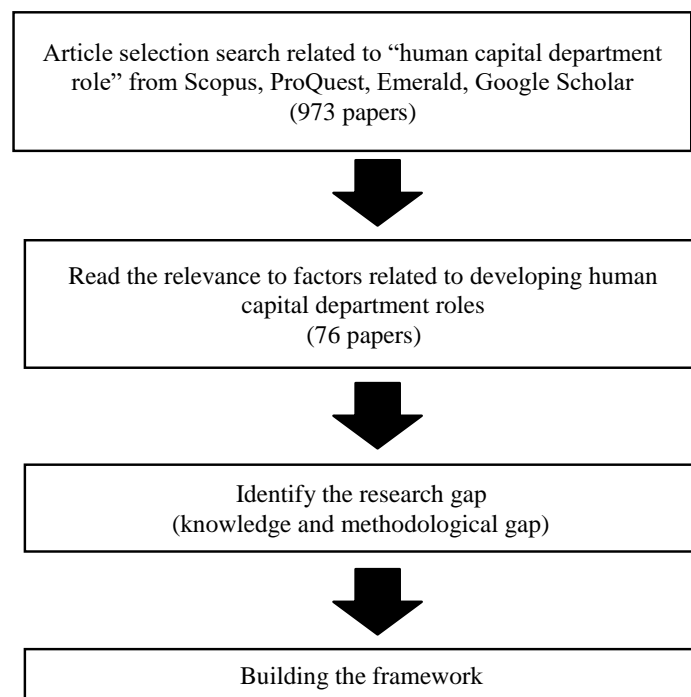 Article selection search related to “human capital department
role” from Scopus, ProQuest, Emerald, Google Scholar
(973 papers)
Read the relevance to factors related to developing human
capital department roles
(76 papers)
Identify the research gap
(knowledge and methodological gap)
Building the framework